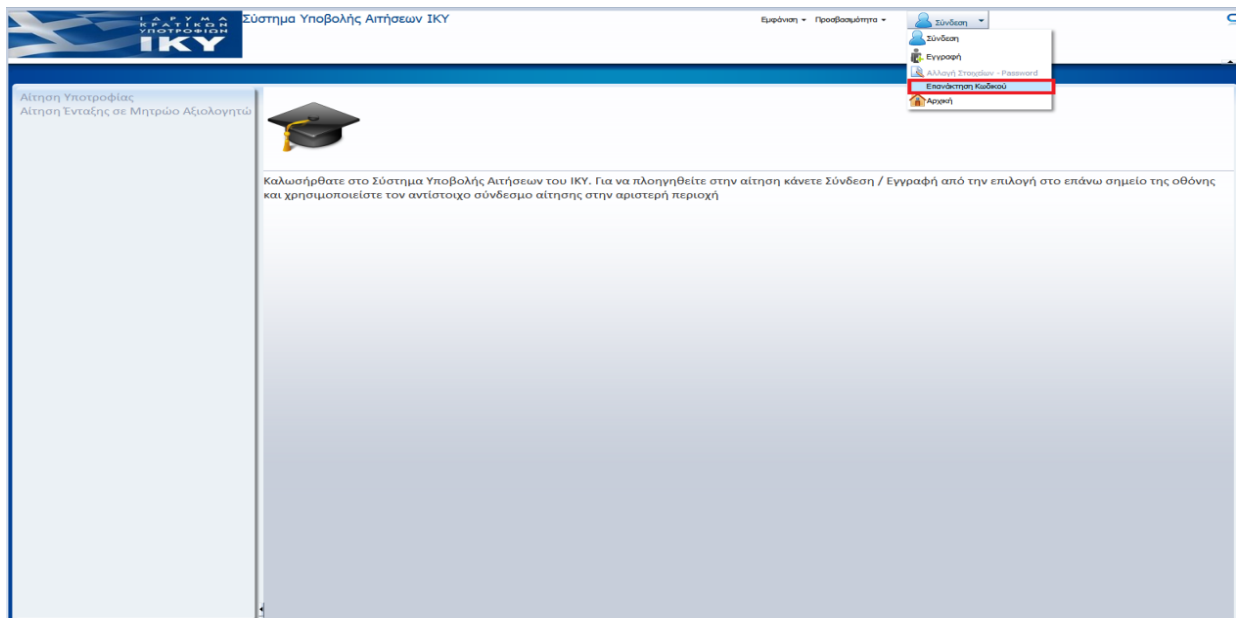 ΙΔΡΥΜΑ
ΚΡΑΤΙΚΩΝ
ΥΠΟΤΡΟΦΙΩΝ
ΙΚΥ
Σύστημα Υποβολής Αιτήσεων ΙΚΥ
Εμφάνιση
Προσβασιμότητα
Σύνδεση
Σύνδεση
Εγγραφή
Αλλαγή Στοιχείων - Password
Επανάκτηση Κωδικού
Αρχική
Αίτηση Υποτροφίας
Αίτηση Ένταξης σε Μητρώο Αξιολογητώ
Καλωσήρθατε στο Σύστημα Υποβολής Αιτήσεων του ΙΚΥ. Για να πλοηγηθείτε στην αίτηση κάνετε Σύνδεση / Εγγραφή από την επιλογή στο επάνω σημείο της οθόνης
και χρησιμοποιείστε τον αντίστοιχο σύνδεσμο αίτησης στην αριστερή περιοχή